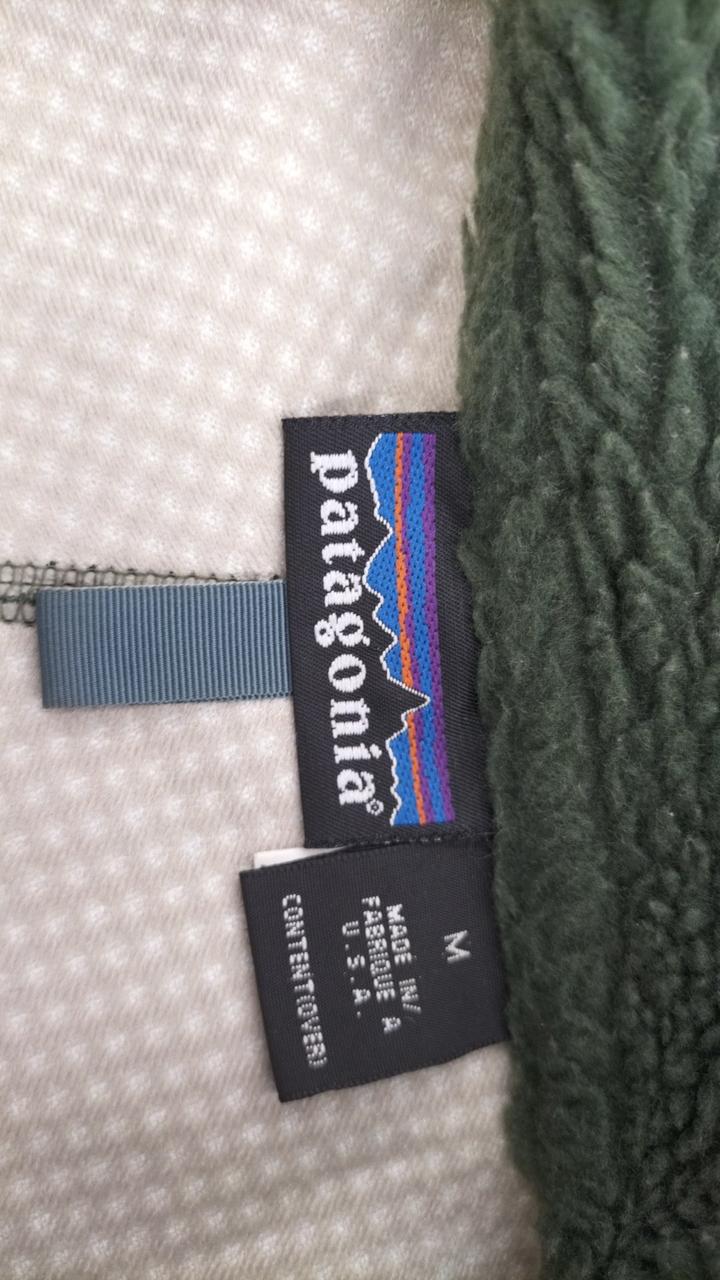 patagonia®
M
MADE IN/
FABRIQUE A
U.S.A.
CONTENT(OVER)